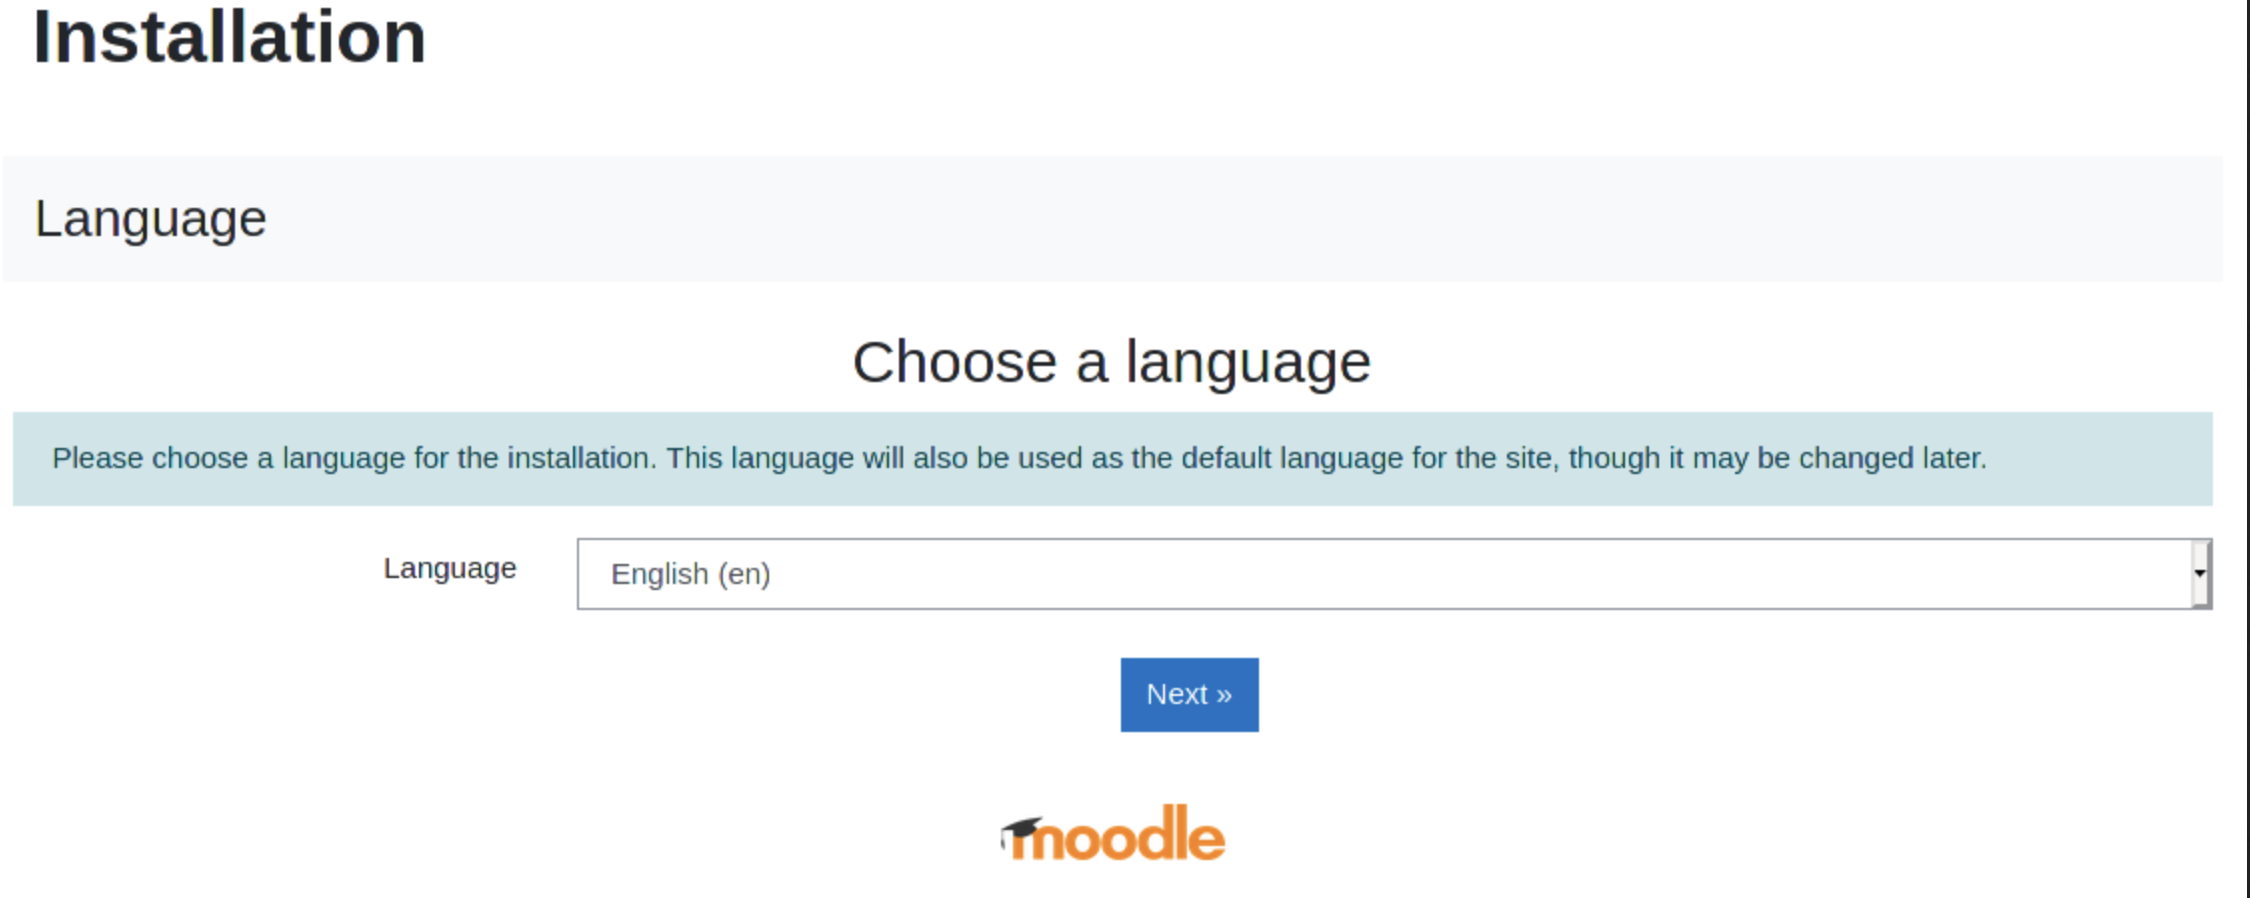 Installation
Language
Choose a language
Please choose a language for the installation. This language will also be used as the default language for the site, though it may be changed later.
Language English (en)
Next »
moodle